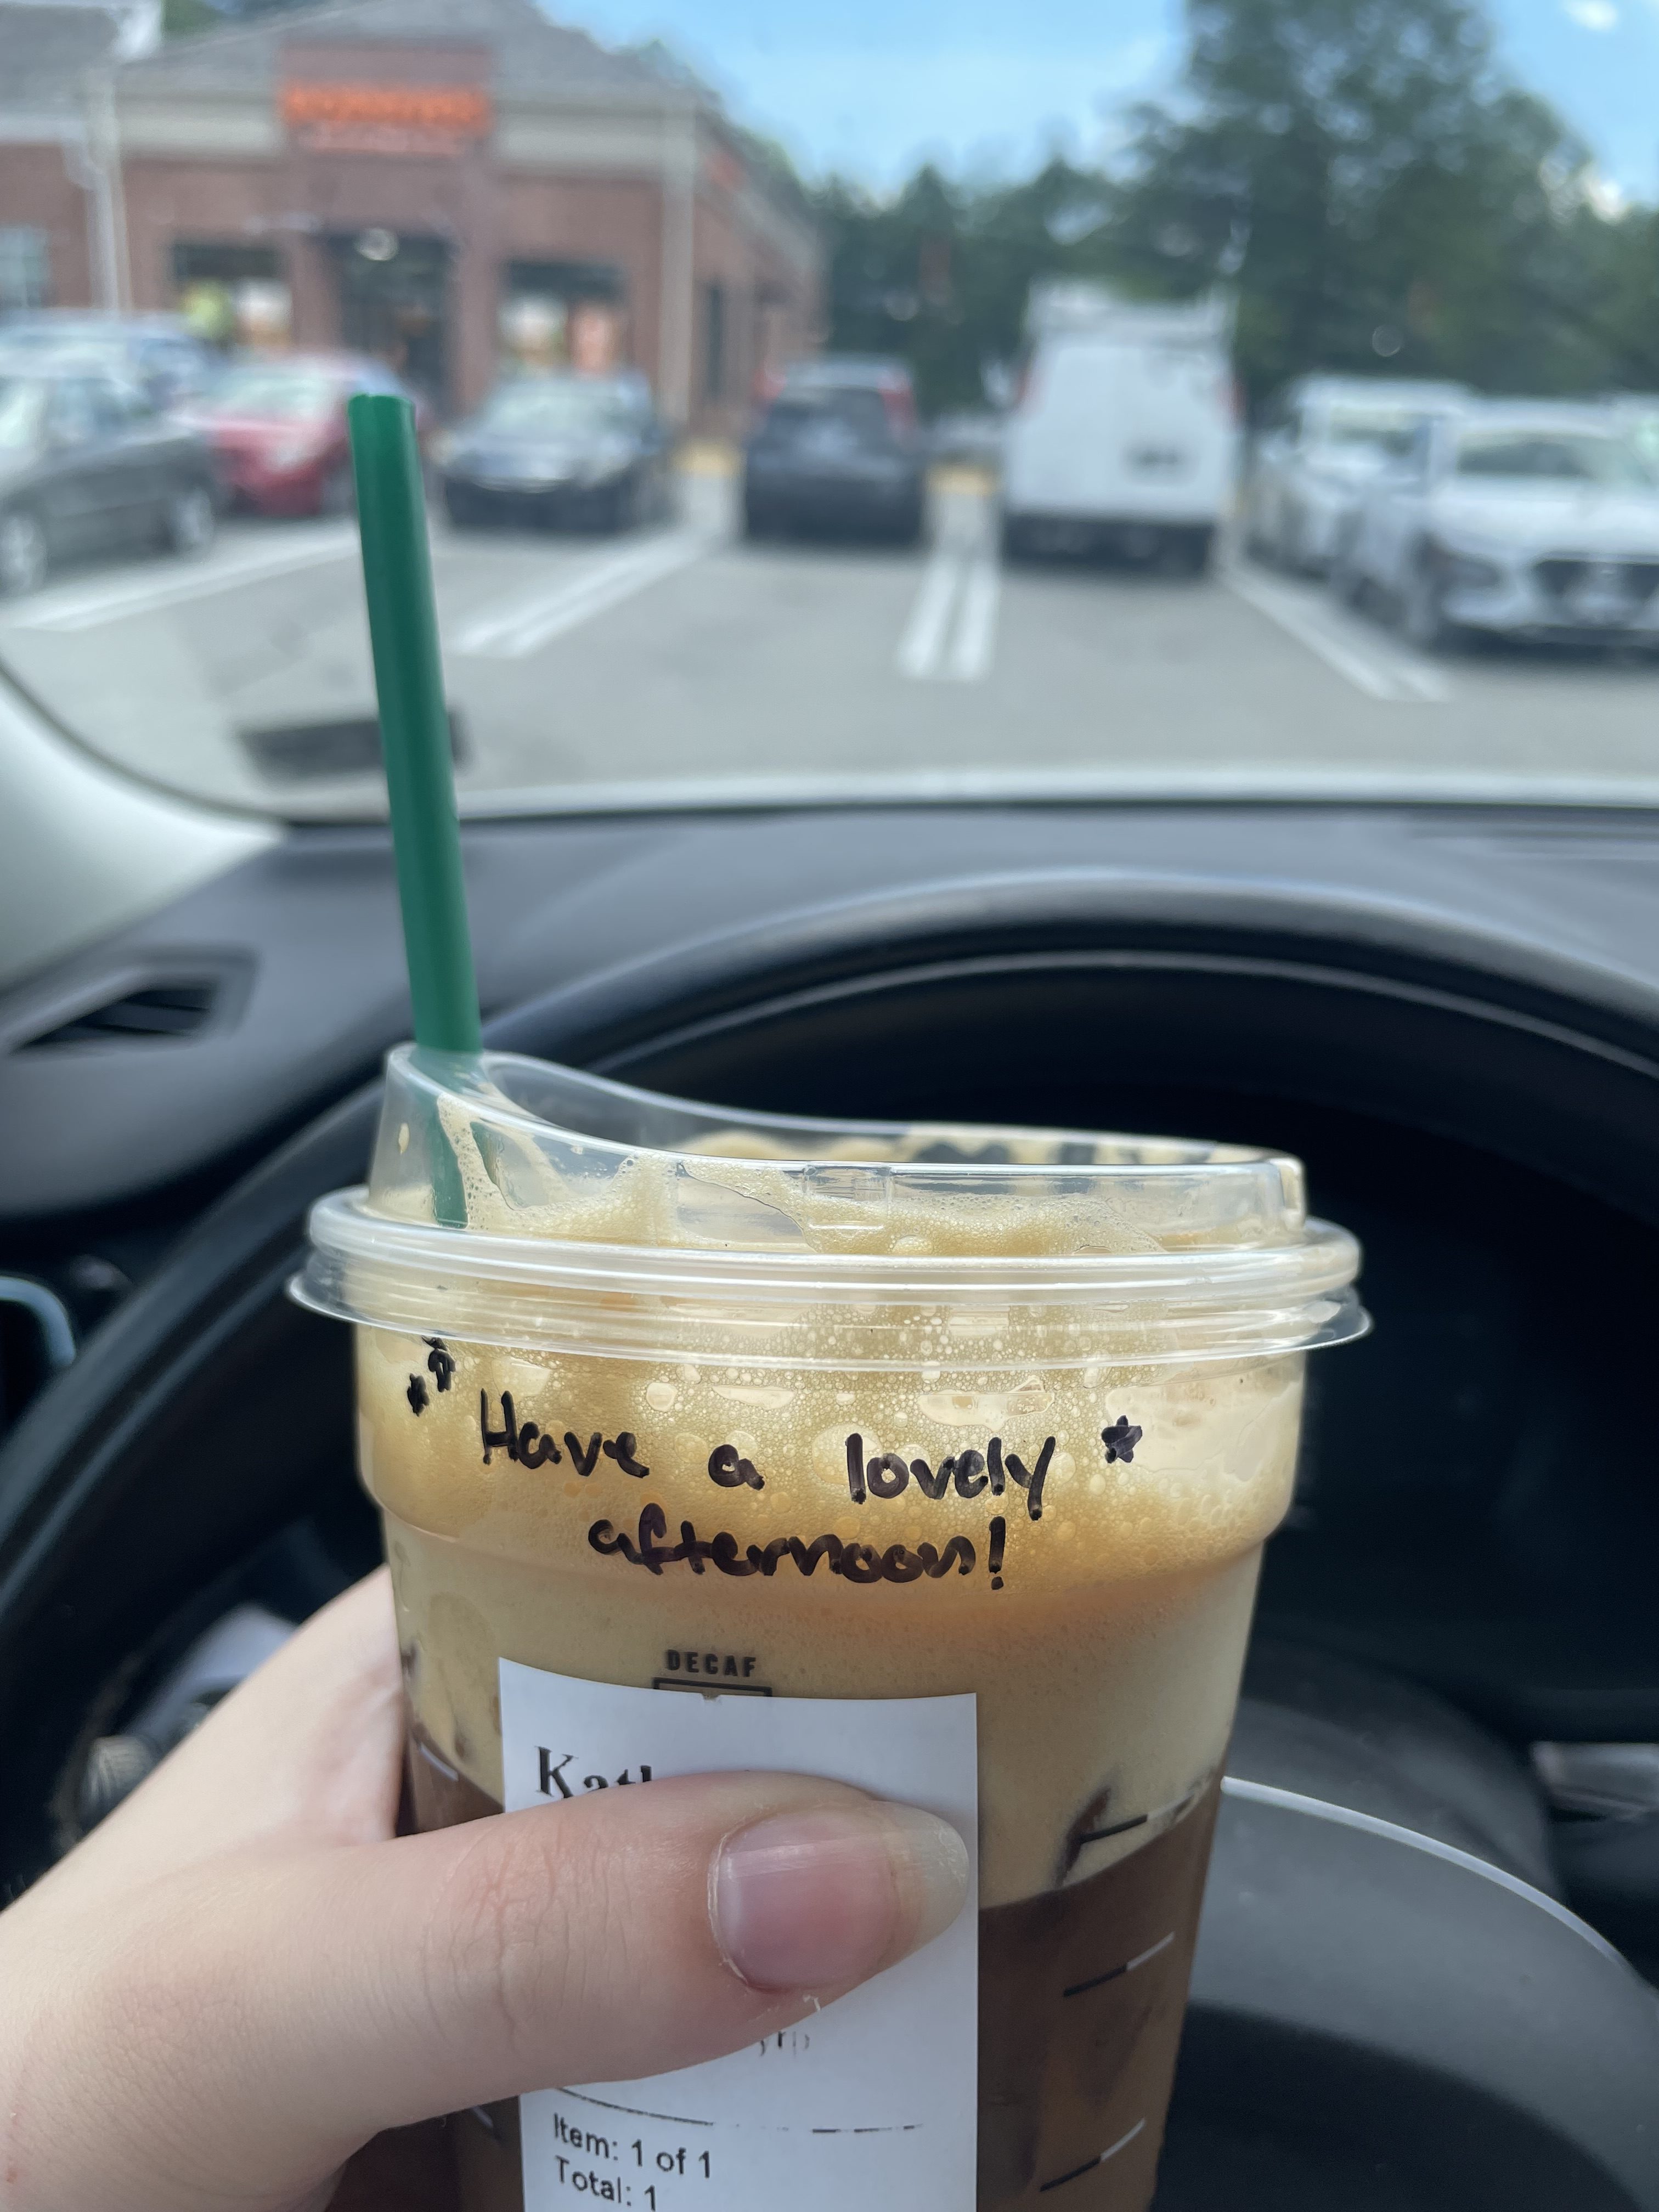 Have a lovely
afternoon!
DECAF
Item: 1 of 1
Total: 1